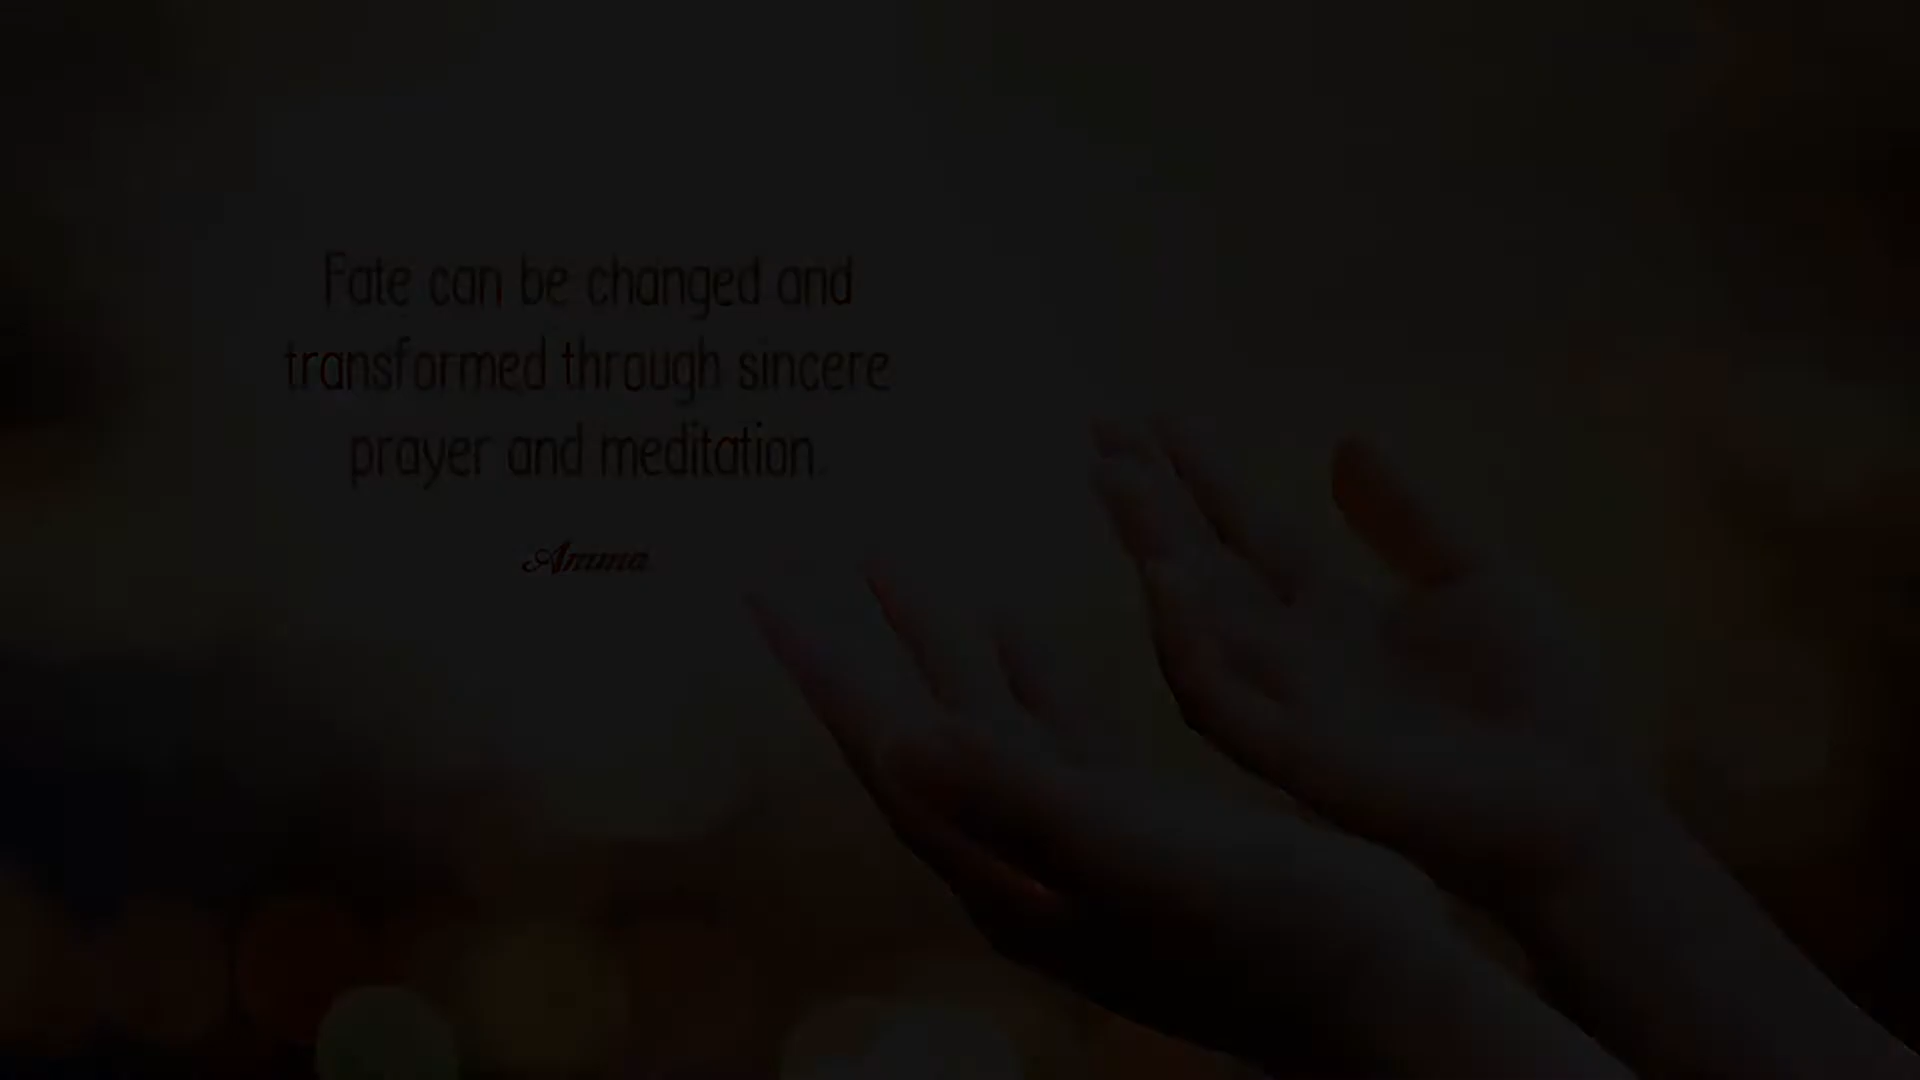 Fate can be changed and
transformed through sincere
prayer and meditation.
Amma